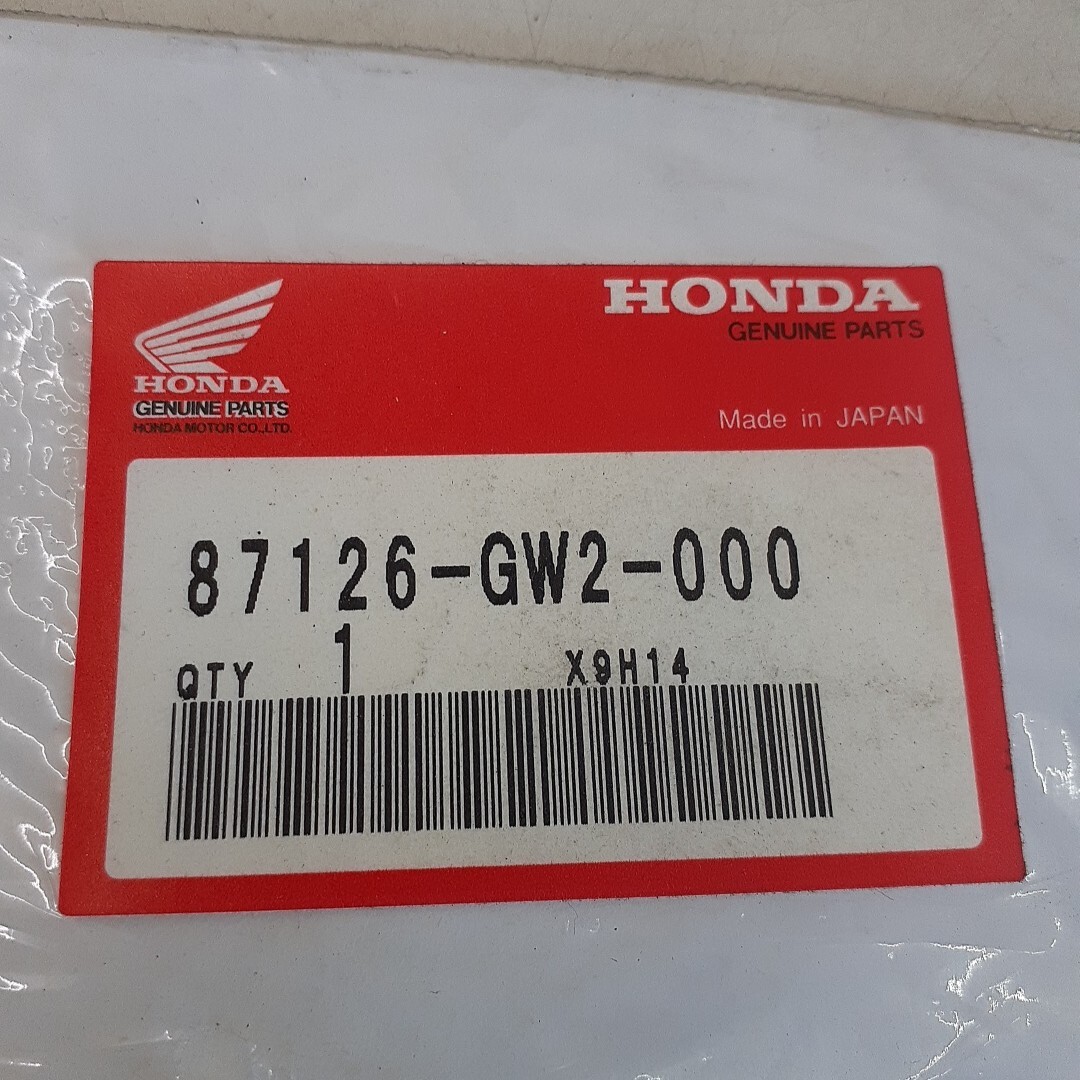 HONDA
GENUINE PARTS
HONDA MOTOR CO.,LTD.
HONDA
GENUINE PARTS
Made in JAPAN
87126-GW2-000
QTY 1 X9H14